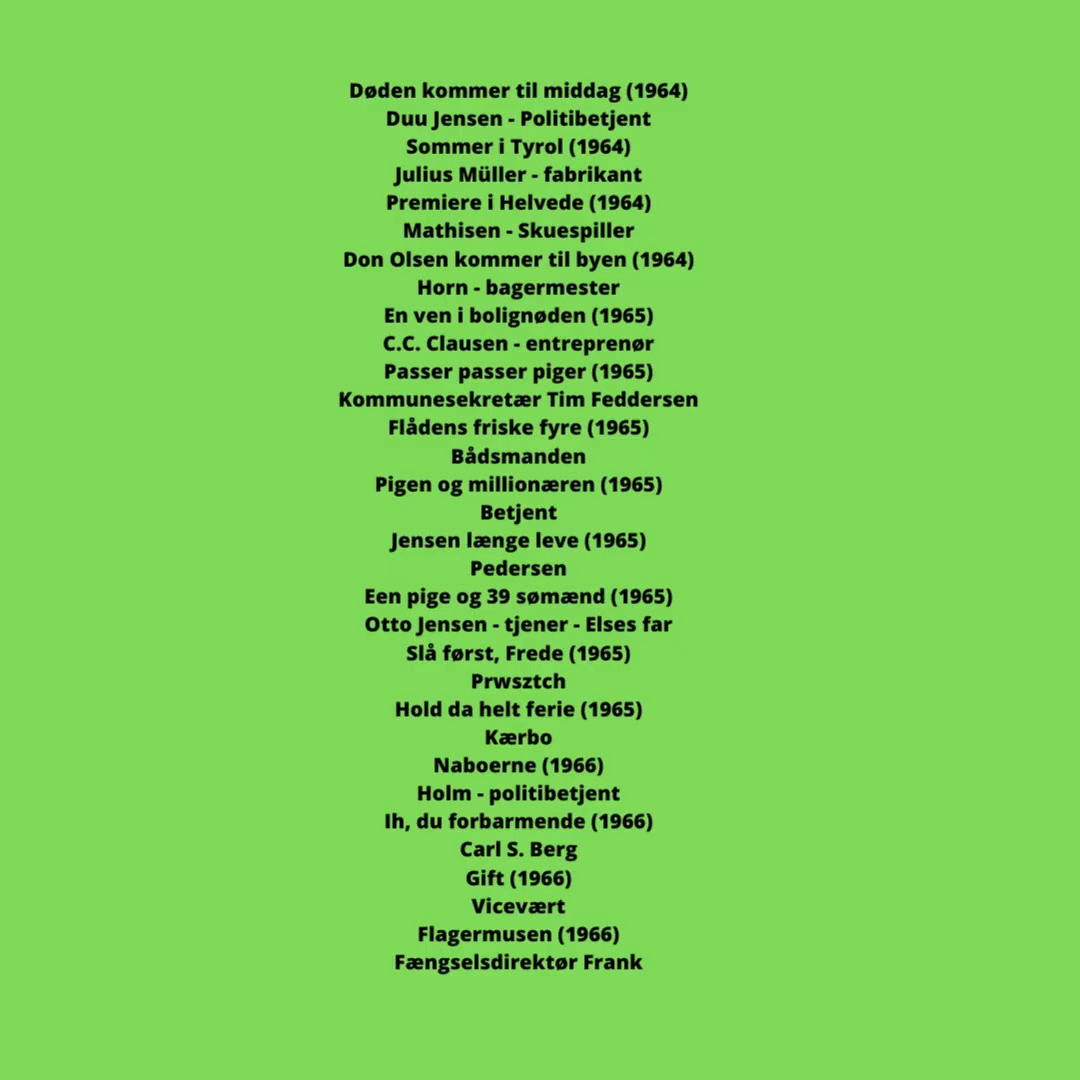 Døden kommer til middag (1964)
Duu Jensen - Politibetjent
Sommer i Tyrol (1964)
Julius Müller - fabrikant
Premiere i Helvede (1964)
Mathisen - Skuespiller
Don Olsen kommer til byen (1964)
Horn - bagermester
En ven i bolignøden (1965)
C.C. Clausen - entreprenør
Passer passer piger (1965)
Kommunesekretær Tim Feddersen
Flådens friske fyre (1965)
Bådsmanden
Pigen og millionæren (1965)
Betjent
Jensen længe leve (1965)
Pedersen
Een pige og 39 sømænd (1965)
Otto Jensen - tjener - Elses far
Slå først, Frede (1965)
Prwsztch
Hold da helt ferie (1965)
Kærbo
Naboerne (1966)
Holm - politibetjent
Ih, du forbarmende (1966)
Carl S. Berg
Gift (1966)
Vicevært
Flagermusen (1966)
Fængselsdirektør Frank